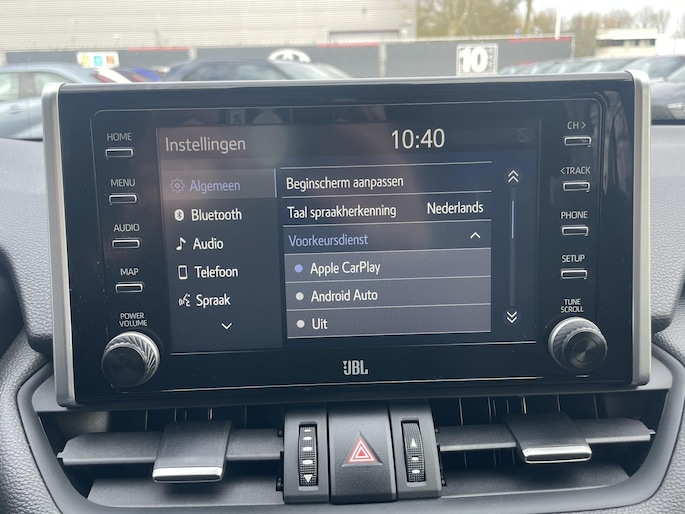 10
HOME
MENU
AUDIO
MAP
POWER
VOLUME
Instellingen
10:40
Algemeen
Bluetooth
Audio
Telefoon
Spraak
Beginscherm aanpassen
Taal spraakherkenning Nederlands
Voorkeursdienst
Apple CarPlay
Android Auto
Uit
CH >
< TRACK
PHONE
SETUP
TUNE
SCROLL
JBL